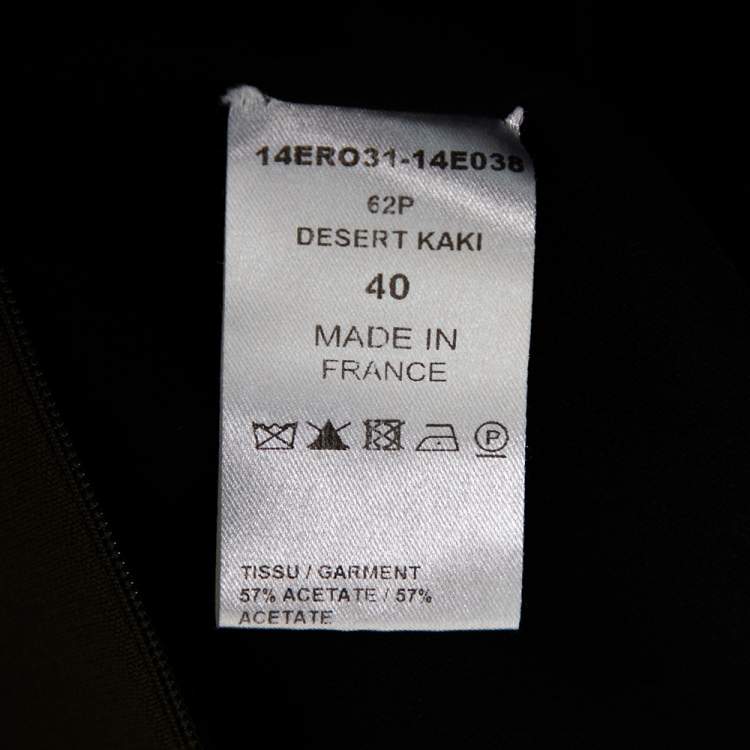 14ERO31-14E038
62P
DESERT KAKI
40
MADE IN
FRANCE
P
TISSU / GARMENT
57% ACETATE / 57%
ACETATE